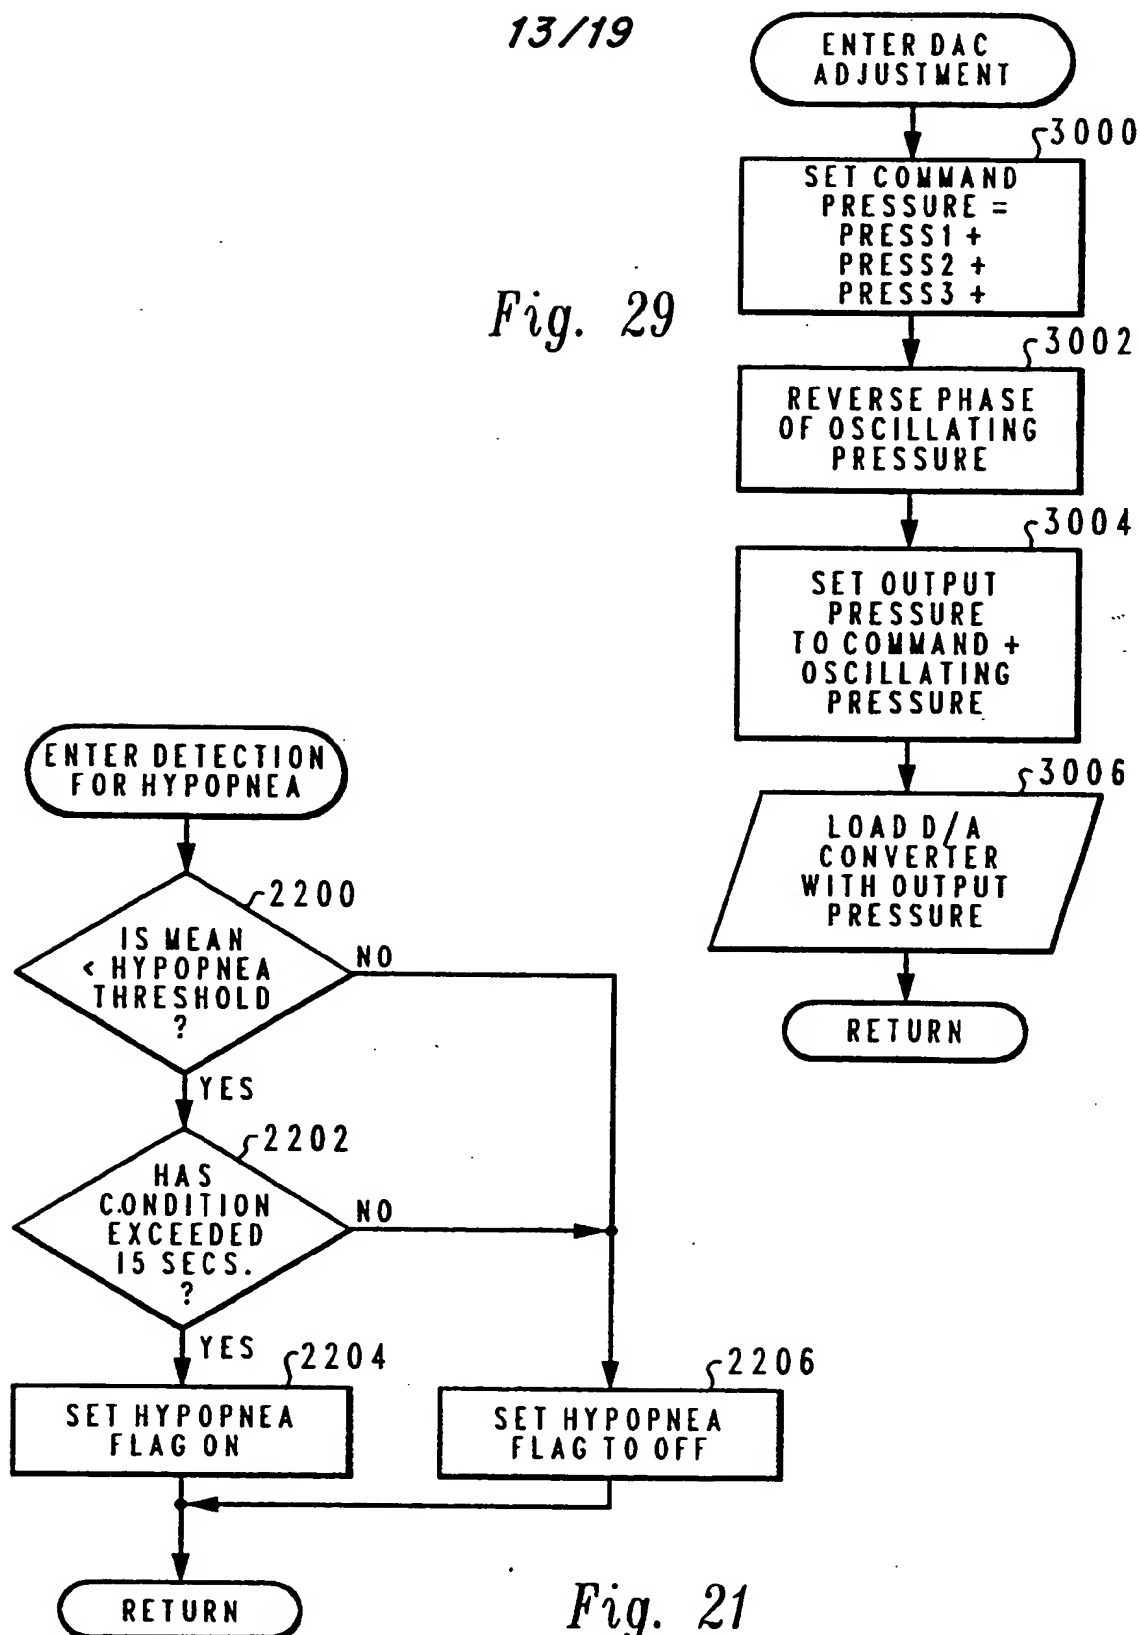 13/19
ENTER DAC
ADJUSTMENT
3000
SET COMMAND
PRESSURE =
PRESS1 +
PRESS2 +
PRESS3 +
Fig. 29
3002
REVERSE PHASE
OF OSCILLATING
PRESSURE
3004
SET OUTPUT
PRESSURE
TO COMMAND +
OSCILLATING
PRESSURE
3006
LOAD D/A
CONVERTER
WITH OUTPUT
PRESSURE
RETURN
ENTER DETECTION
FOR HYPOPNEA
2200
IS MEAN
< HYPOPNEA
THRESHOLD
?
NO
YES
2202
HAS
C.ONDITION
EXCEEDED
15 SECS.
?
NO
YES
2204
SET HYPOPNEA
FLAG ON
2206
SET HYPOPNEA
FLAG TO OFF
RETURN
Fig. 21